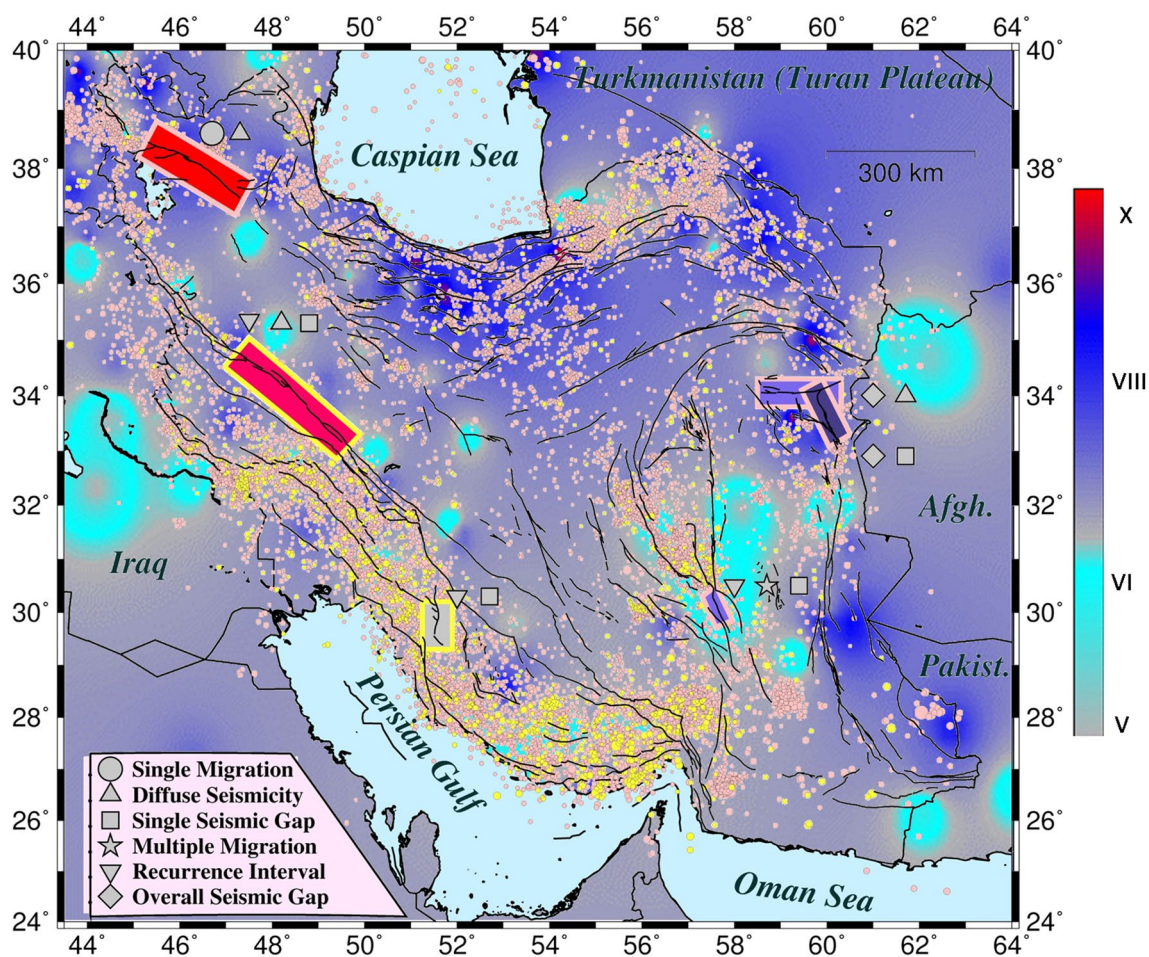 44° 46° 48° 50° 52° 54° 56° 58° 60° 62° 64°
40° 40°
Turkmanistan (Turan Plateau)
Caspian Sea
38° 38°
300 km
X
36° 36°
34° 34°
VIII
32° 32°
Afgh.
Iraq
VI
30° 30°
Pakist.
Persian Gulf
28° 28°
V
Single Migration
Diffuse Seismicity
Single Seismic Gap
Multiple Migration
Recurrence Interval
Overall Seismic Gap
26° 26°
Oman Sea
24° 24°
44° 46° 48° 50° 52° 54° 56° 58° 60° 62° 64°